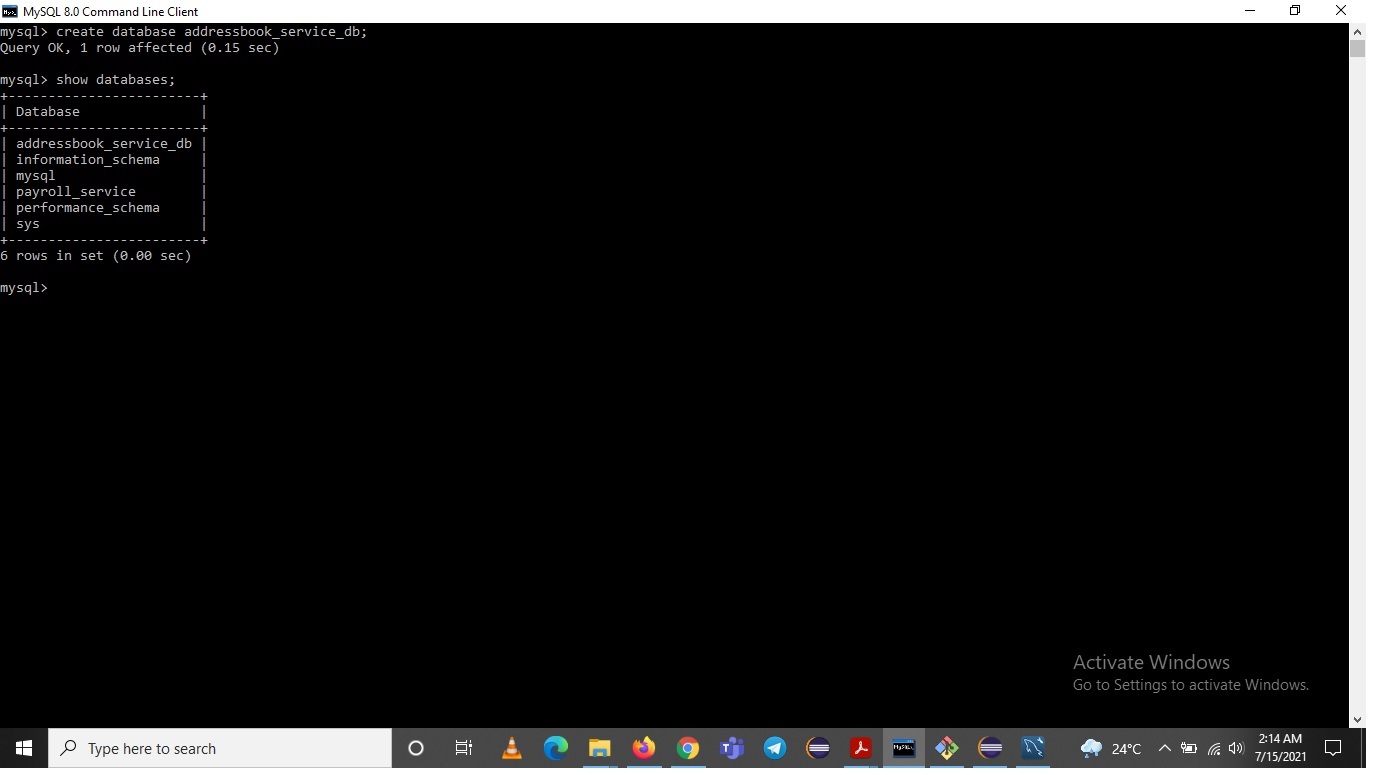 MySQL 8.0 Command Line Client
mysql> create database addressbook_service_db;
Query OK, 1 row affected (0.15 sec)
mysql> show databases;
+------------------------+
| Database               |
+------------------------+
| addressbook_service_db |
| information_schema     |
| mysql                  |
| payroll_service        |
| performance_schema     |
| sys                    |
+------------------------+
6 rows in set (0.00 sec)
mysql>
Activate Windows
Go to Settings to activate Windows.
Type here to search
24°C
2:14 AM
7/15/2021